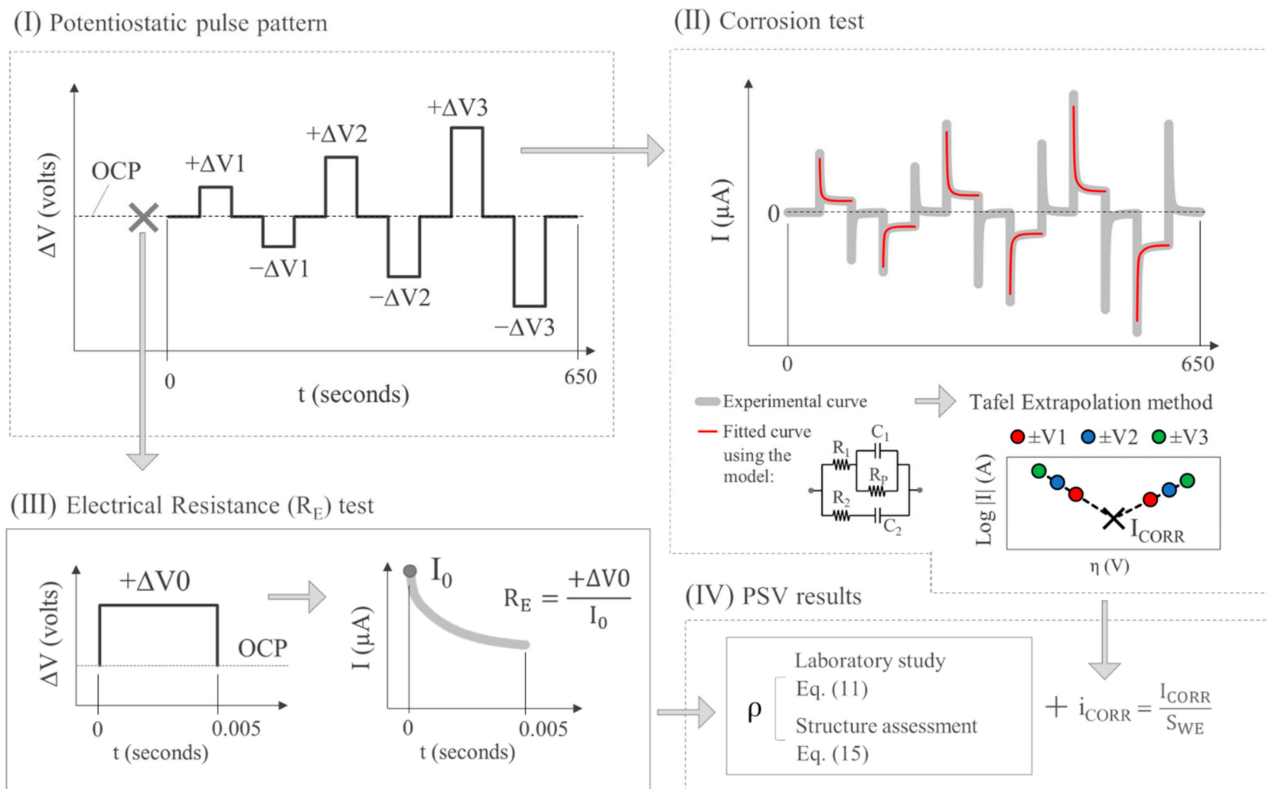 (I) Potentiostatic pulse pattern
ΔV (volts)
OCP
+ΔV1
−ΔV1
+ΔV2
−ΔV2
+ΔV3
−ΔV3
0
650
t (seconds)
(II) Corrosion test
I (µA)
0
0
650
Experimental curve
Fitted curve
using the
model:
R1
C1
RP
R2
C2
Tafel Extrapolation method
±V1 ±V2 ±V3
Log |I| (A)
ICORR
η (V)
(III) Electrical Resistance (RE) test
ΔV (volts)
+ΔV0
OCP
0
0.005
t (seconds)
I (µA)
I0
RE = +ΔV0 / I0
0
0.005
t (seconds)
(IV) PSV results
ρ
Laboratory study
Eq. (11)
Structure assessment
Eq. (15)
+ iCORR = ICORR / SWE